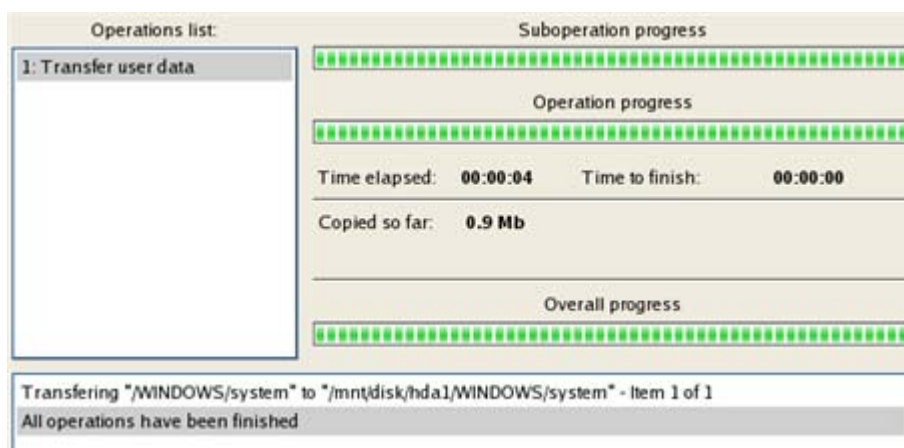 Operations list:
1: Transfer user data
Suboperation progress
Operation progress
Time elapsed: 00:00:04 Time to finish: 00:00:00
Copied so far: 0.9 Mb
Overall progress
Transfering "/WINDOWS/system" to "/mnt/disk/hda1/WINDOWS/system" - Item 1 of 1
All operations have been finished